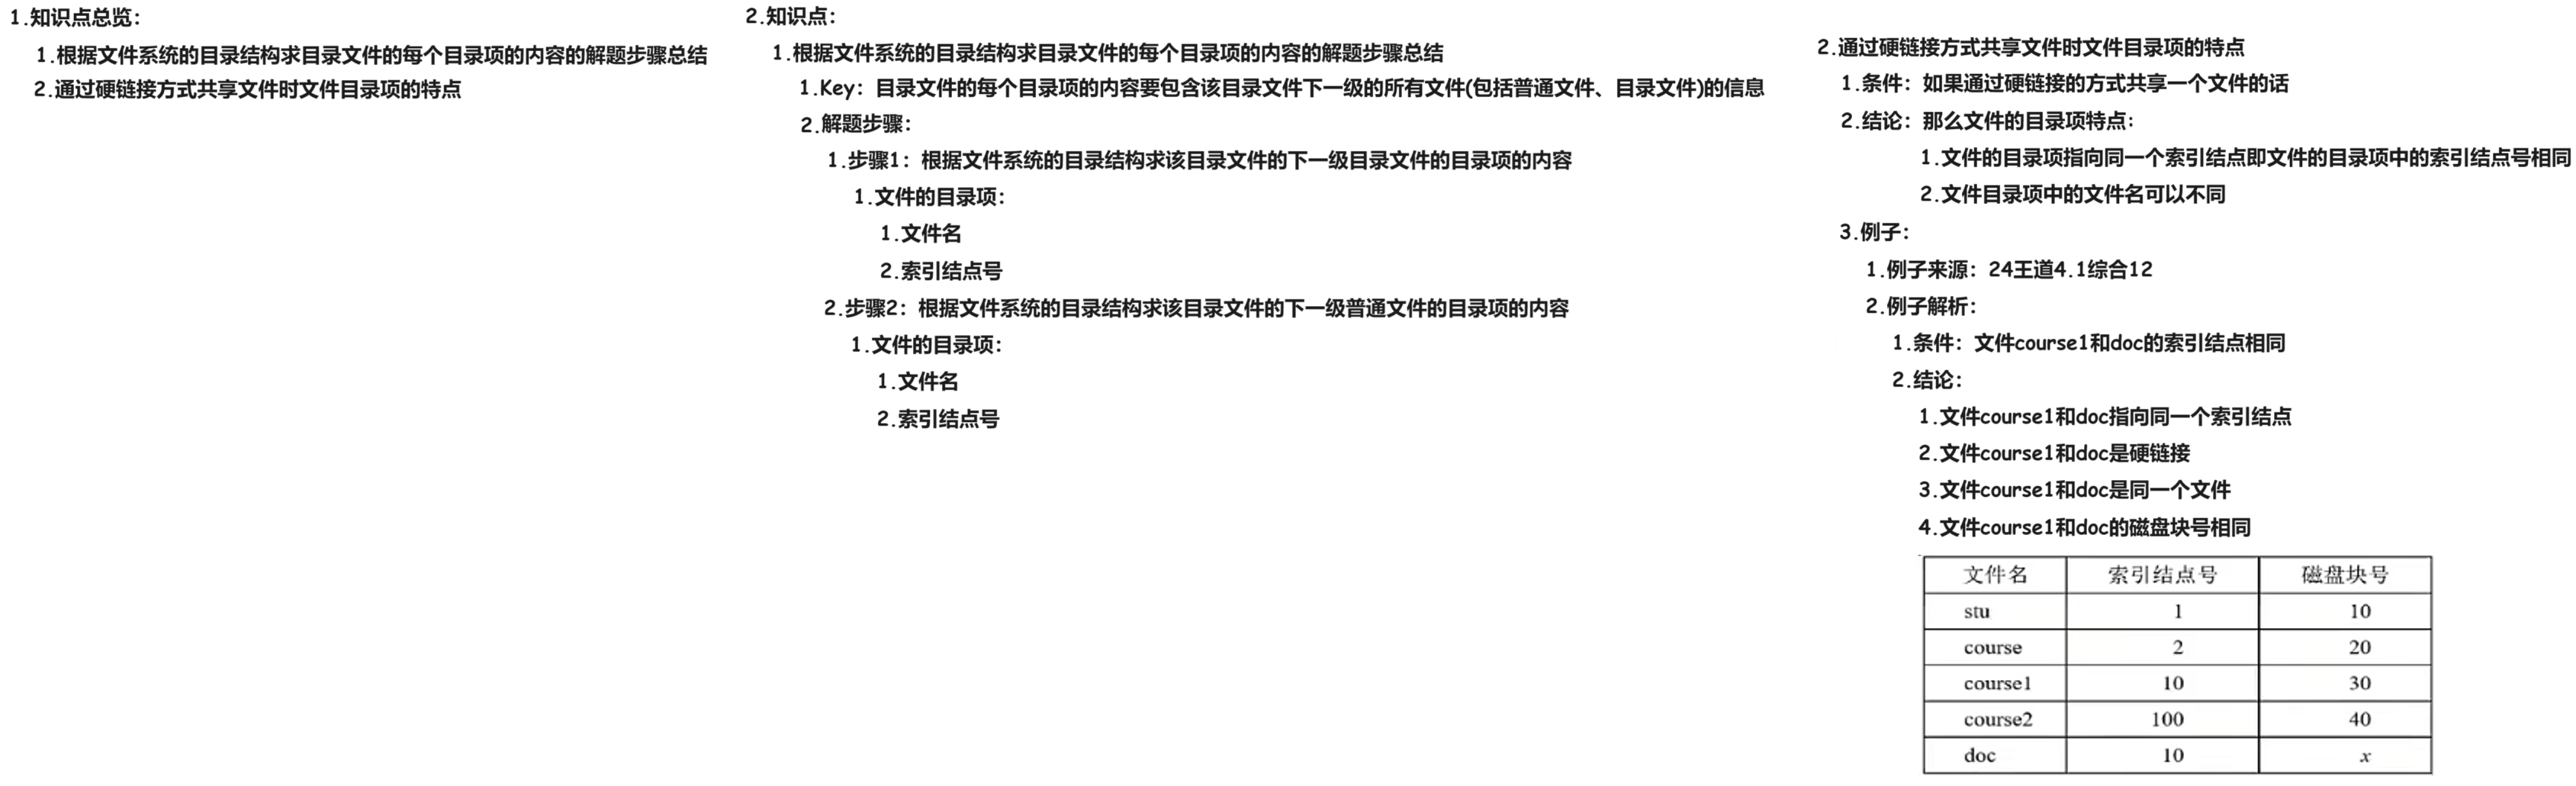 1.知识点总览：
1.根据文件系统的目录结构求目录文件的每个目录项的内容的解题步骤总结
2.通过硬链接方式共享文件时文件目录项的特点
2.知识点：
1.根据文件系统的目录结构求目录文件的每个目录项的内容的解题步骤总结
1.Key：目录文件的每个目录项的内容要包含该目录文件下一级的所有文件(包括普通文件、目录文件)的信息
2.解题步骤：
1.步骤1：根据文件系统的目录结构求该目录文件的下一级目录文件的目录项的内容
1.文件的目录项：
1.文件名
2.索引结点号
2.步骤2：根据文件系统的目录结构求该目录文件的下一级普通文件的目录项的内容
1.文件的目录项：
1.文件名
2.索引结点号
2.通过硬链接方式共享文件时文件目录项的特点
1.条件：如果通过硬链接的方式共享一个文件的话
2.结论：那么文件的目录项特点：
1.文件的目录项指向同一个索引结点即文件的目录项中的索引结点号相同
2.文件目录项中的文件名可以不同
3.例子：
1.例子来源：24王道4.1综合12
2.例子解析：
1.条件：文件course1和doc的索引结点相同
2.结论：
1.文件course1和doc指向同一个索引结点
2.文件course1和doc是硬链接
3.文件course1和doc是同一个文件
4.文件course1和doc的磁盘块号相同
文件名 索引结点号 磁盘块号
stu 1 10
course 2 20
course1 10 30
course2 100 40
doc 10 x